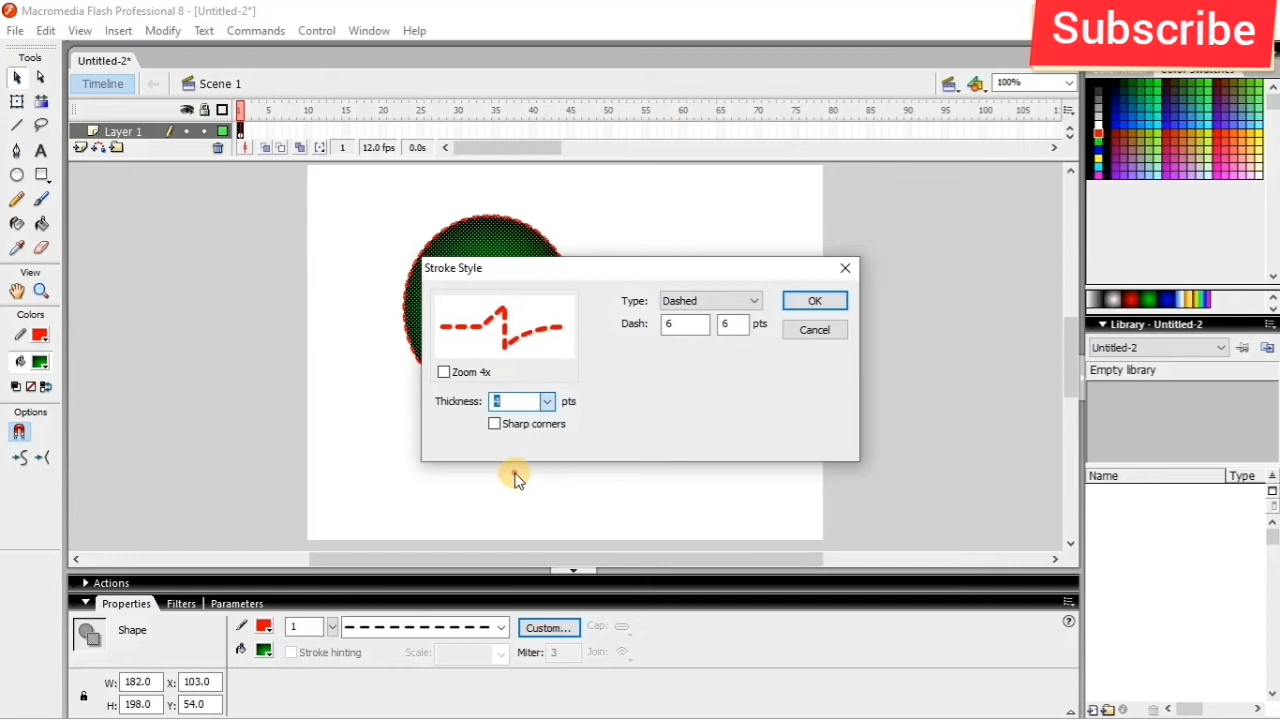 Macromedia Flash Professional 8 - [Untitled-2*]
Subscribe
File Edit View Insert Modify Text Commands Control Window Help
Tools
Untitled-2*
Timeline Scene 1 100%
5 10 15 20 25 30 35 40 45 50 55 60 65 70 75 80 85 90 95 100 105
Layer 1
1 12.0 fps 0.0s
View
Colors
Options
Stroke Style
Type: Dashed OK
Dash: 6 6 pts Cancel
Zoom 4x
Thickness: 4 pts
Sharp corners
Library - Untitled-2
Untitled-2
Empty library
Name Type
Actions
Properties Filters Parameters
Shape 1 Custom... Cap:
Stroke hinting Scale: Miter: 3 Join:
W: 182.0 X: 103.0
H: 198.0 Y: 54.0